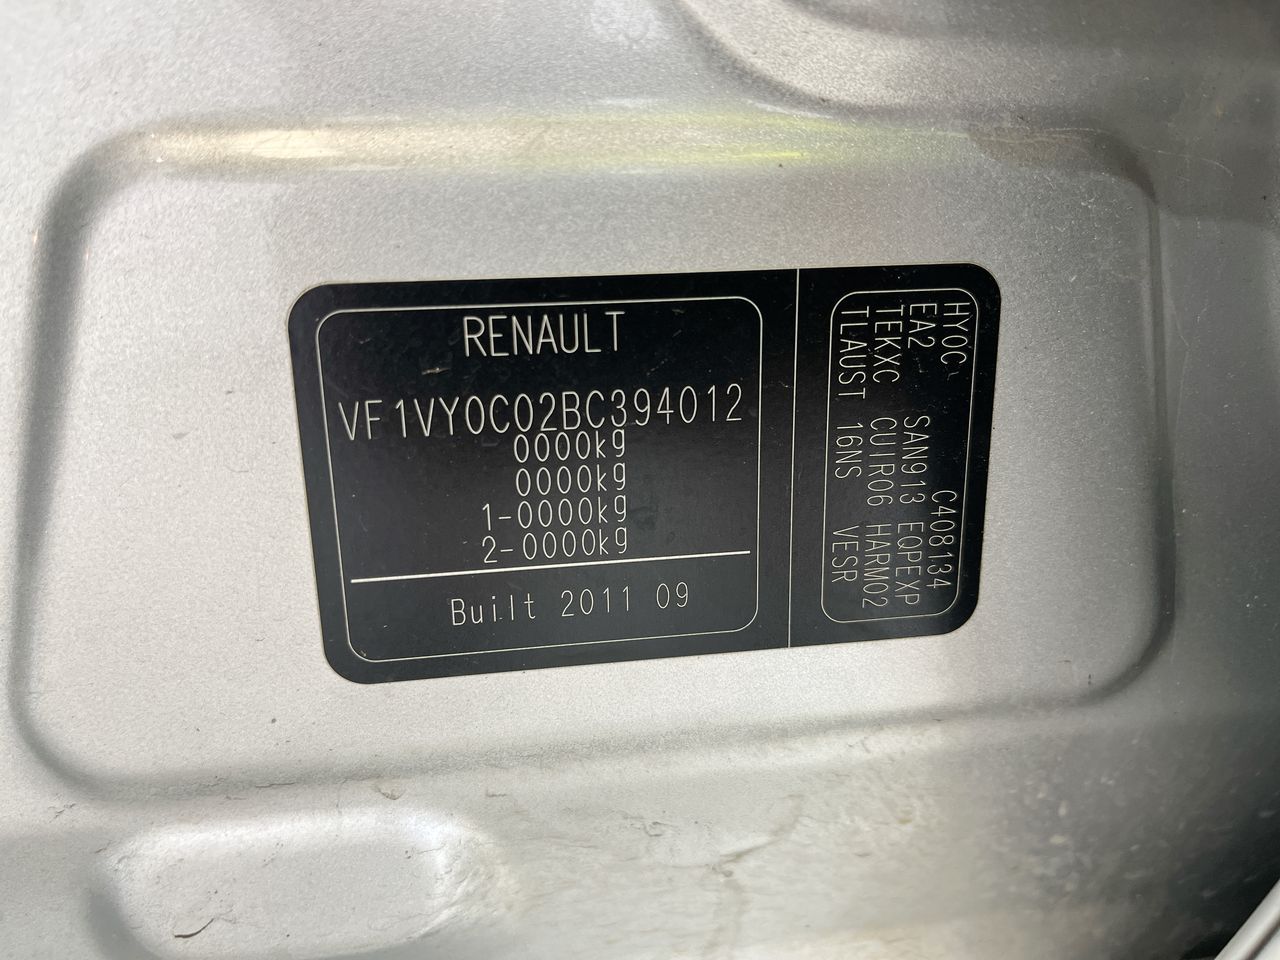 RENAULT
VF1VY0C02BC394012
0000kg
0000kg
1-0000kg
2-0000kg
Built 2011 09
HY0C C408134
EA2 SAN913 EQPEXP
TEKXC CUIR06 HARM02
TLAUST 16NS VESR